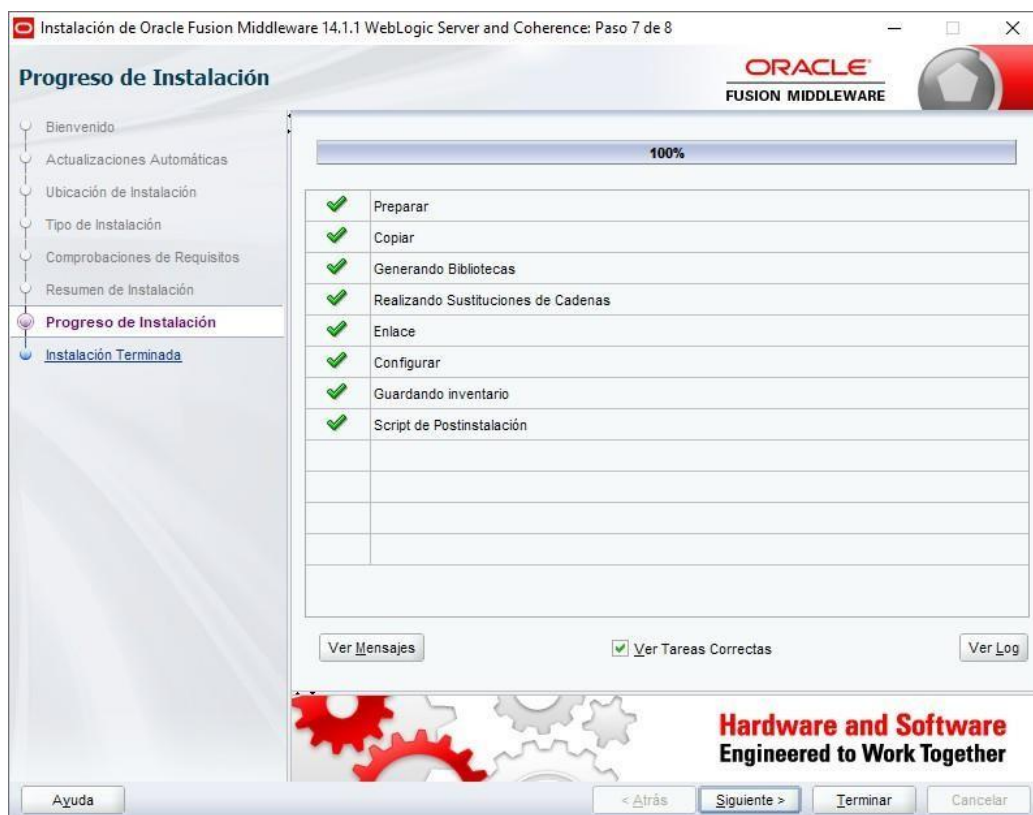 Instalación de Oracle Fusion Middleware 14.1.1 WebLogic Server and Coherence: Paso 7 de 8
Progreso de Instalación
ORACLE
FUSION MIDDLEWARE
Bienvenido
Actualizaciones Automáticas
Ubicación de Instalación
Tipo de Instalación
Comprobaciones de Requisitos
Resumen de Instalación
Progreso de Instalación
Instalación Terminada
100%
Preparar
Copiar
Generando Bibliotecas
Realizando Sustituciones de Cadenas
Enlace
Configurar
Guardando inventario
Script de Postinstalación
Ver Mensajes
Ver Tareas Correctas
Ver Log
Hardware and Software
Engineered to Work Together
Ayuda
< Atrás
Siguiente >
Terminar
Cancelar